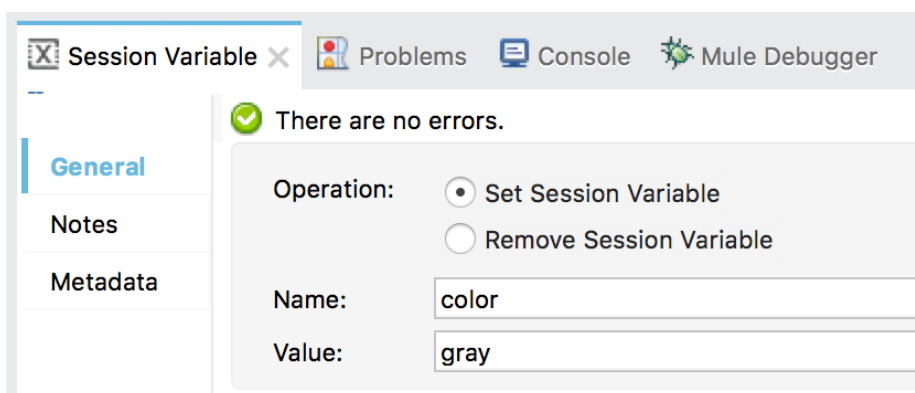 Session Variable Problems Console Mule Debugger
There are no errors.
General
Notes
Metadata
Operation: Set Session Variable
Remove Session Variable
Name: color
Value: gray